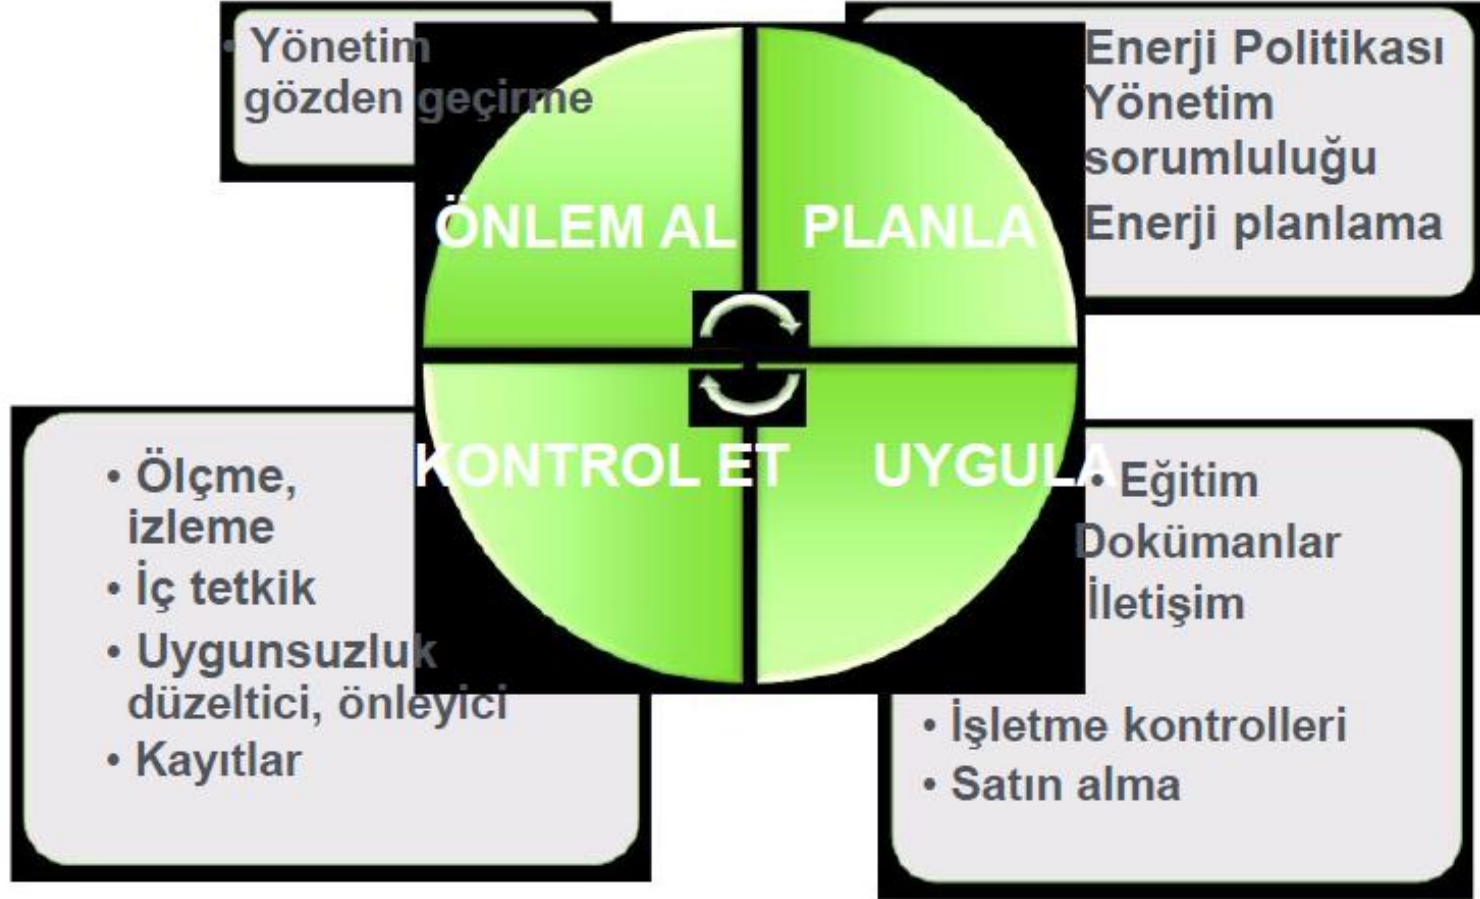 • Yönetim
gözden geçirme
Enerji Politikası
Yönetim
sorumluluğu
Enerji planlama
ÖNLEM AL
PLANLA
KONTROL ET
UYGULA
• Ölçme,
izleme
• İç tetkik
• Uygunsuzluk
düzeltici, önleyici
• Kayıtlar
• Eğitim
Dokümanlar
İletişim
• İşletme kontrolleri
• Satın alma